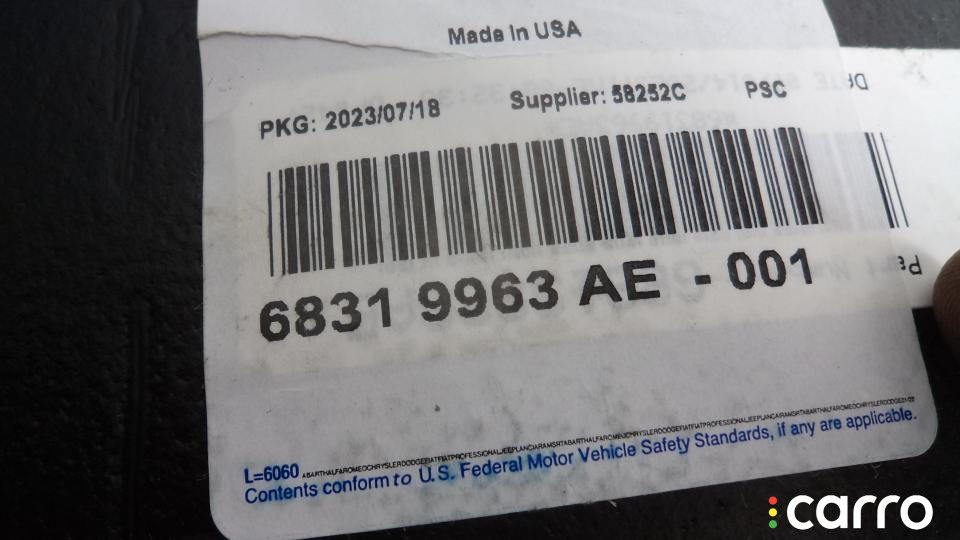 Made In USA
PKG: 2023/07/18 Supplier: 58252C PSC
6831 9963 AE - 001
L=6060
Contents conform to U.S. Federal Motor Vehicle Safety Standards, if any are applicable.
carro